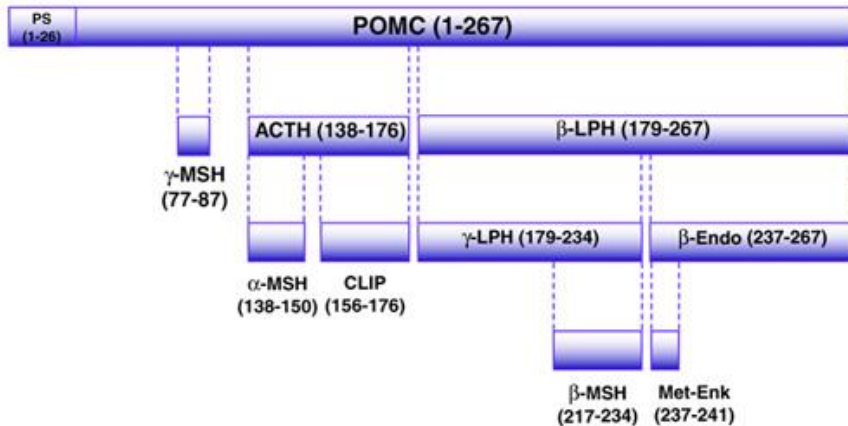 PS
(1-26)
POMC (1-267)
ACTH (138-176)
β-LPH (179-267)
γ-MSH
(77-87)
γ-LPH (179-234)
β-Endo (237-267)
α-MSH
(138-150)
CLIP
(156-176)
β-MSH
(217-234)
Met-Enk
(237-241)